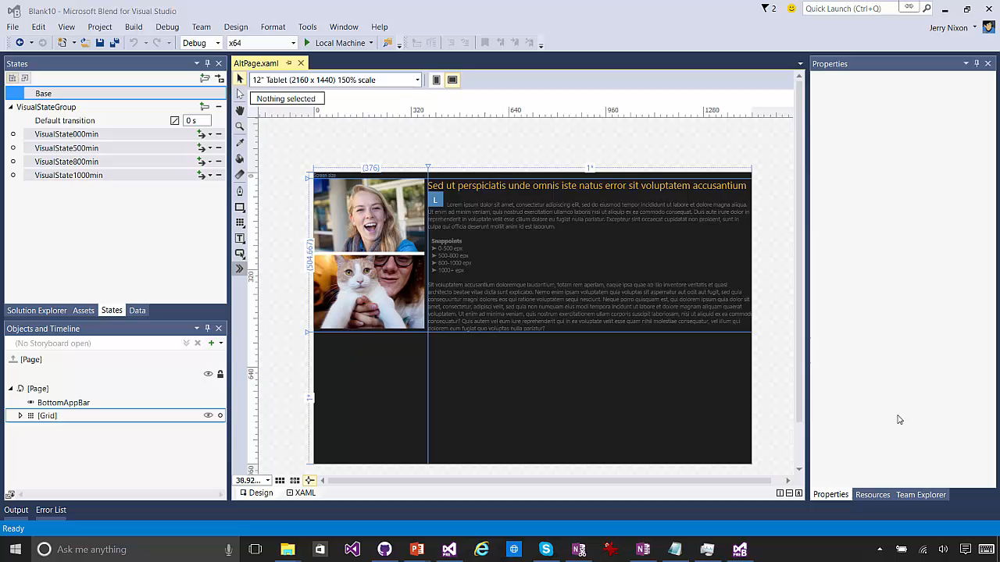 Blank10 - Microsoft Blend for Visual Studio
2
Quick Launch (Ctrl+Q)
File Edit View Project Build Debug Team Design Format Tools Window Help
Jerry Nixon
Debug x64 Local Machine
States
AltPage.xaml
Properties
12" Tablet (2160 x 1440) 150% scale
Base
Nothing selected
VisualStateGroup
0 320 640 960 1280
Default transition 0 s
VisualState000min
VisualState500min
VisualState800min
VisualState1000min
(376) 1*
Screen size
Sed ut perspiciatis unde omnis iste natus error sit voluptatem accusantium
L
Lorem ipsum dolor sit amet, consectetur adipiscing elit, sed do eiusmod tempor incididunt ut labore et dolore magna aliqua.
Ut enim ad minim veniam, quis nostrud exercitation ullamco laboris nisi ut aliquip ex ea commodo consequat. Duis aute irure dolor in
reprehenderit in voluptate velit esse cillum dolore eu fugiat nulla pariatur. Excepteur sint occaecat cupidatat non proident, sunt in
culpa qui officia deserunt mollit anim id est laborum.
Snappoints
➤ 0-500 epx
➤ 500-800 epx
➤ 800-1000 epx
➤ 1000+ epx
(504.667)
320
Sit voluptatem accusantium doloremque laudantium, totam rem aperiam, eaque ipsa quae ab illo inventore veritatis et quasi
architecto beatae vitae dicta sunt explicabo. Nemo enim ipsam voluptatem quia voluptas sit aspernatur aut odit aut fugit, sed quia
consequuntur magni dolores eos qui ratione voluptatem sequi nesciunt. Neque porro quisquam est, qui dolorem ipsum quia dolor sit
amet, consectetur, adipisci velit, sed quia non numquam eius modi tempora incidunt ut labore et dolore magnam aliquam quaerat
voluptatem. Ut enim ad minima veniam, quis nostrum exercitationem ullam corporis suscipit laboriosam, nisi ut aliquid ex ea commodi
consequatur? Quis autem vel eum iure reprehenderit qui in ea voluptate velit esse quam nihil molestiae consequatur, vel illum qui
dolorem eum fugiat quo voluptas nulla pariatur?
Assets States Data
Objects and Timeline
(No Storyboard open)
[Page]
640
[Page]
1*
BottomAppBar
[Grid]
38.92...
Design XAML
Properties Resources Team Explorer
Output Error List
Ready
Ask me anything